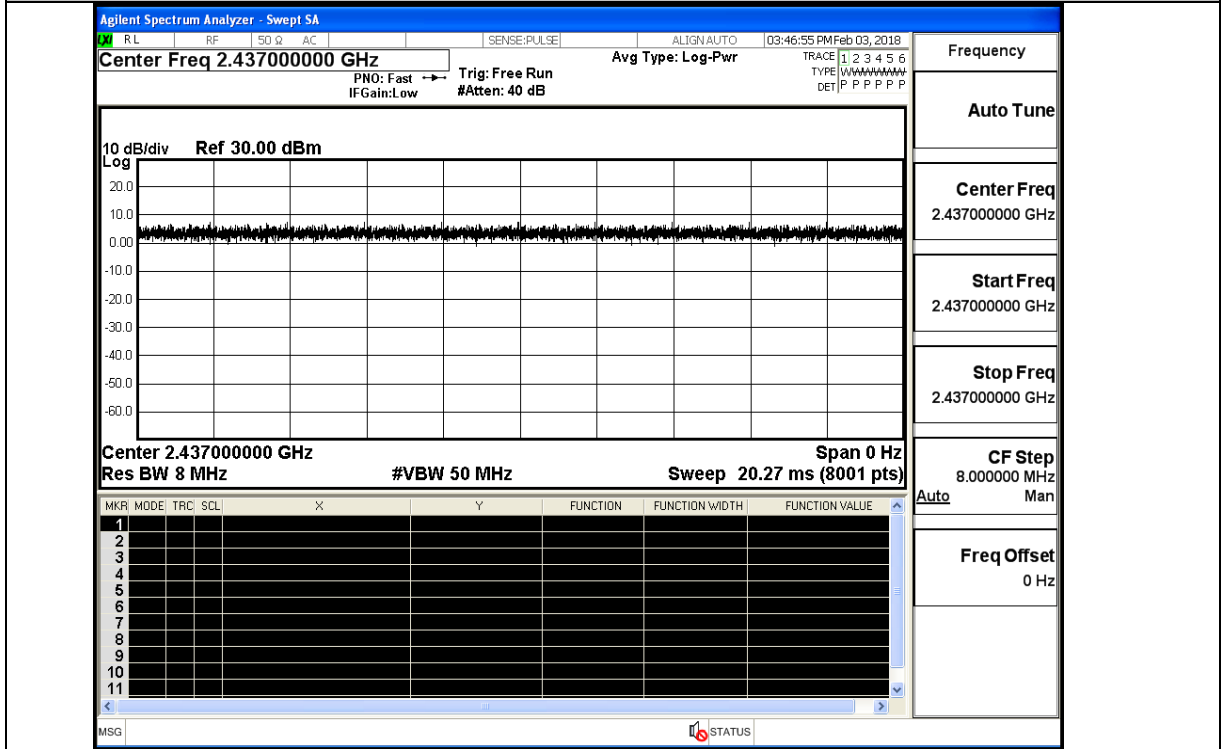 Agilent Spectrum Analyzer - Swept SA
LXI RL RF 50 Ω AC SENSE:PULSE ALIGN AUTO 03:46:55 PM Feb 03, 2018
Center Freq 2.437000000 GHz
PNO: Fast Trig: Free Run Avg Type: Log-Pwr TRACE 1 2 3 4 5 6
IFGain:Low #Atten: 40 dB TYPE WWWWWW
DET P P P P P P
10 dB/div Ref 30.00 dBm
Log
20.0
10.0
0.00
-10.0
-20.0
-30.0
-40.0
-50.0
-60.0
Center 2.437000000 GHz Span 0 Hz
Res BW 8 MHz #VBW 50 MHz Sweep 20.27 ms (8001 pts)
MKR MODE TRC SCL X Y FUNCTION FUNCTION WIDTH FUNCTION VALUE
1
2
3
4
5
6
7
8
9
10
11
MSG STATUS
Frequency
Auto Tune
Center Freq
2.437000000 GHz
Start Freq
2.437000000 GHz
Stop Freq
2.437000000 GHz
CF Step
8.000000 MHz
Auto Man
Freq Offset
0 Hz